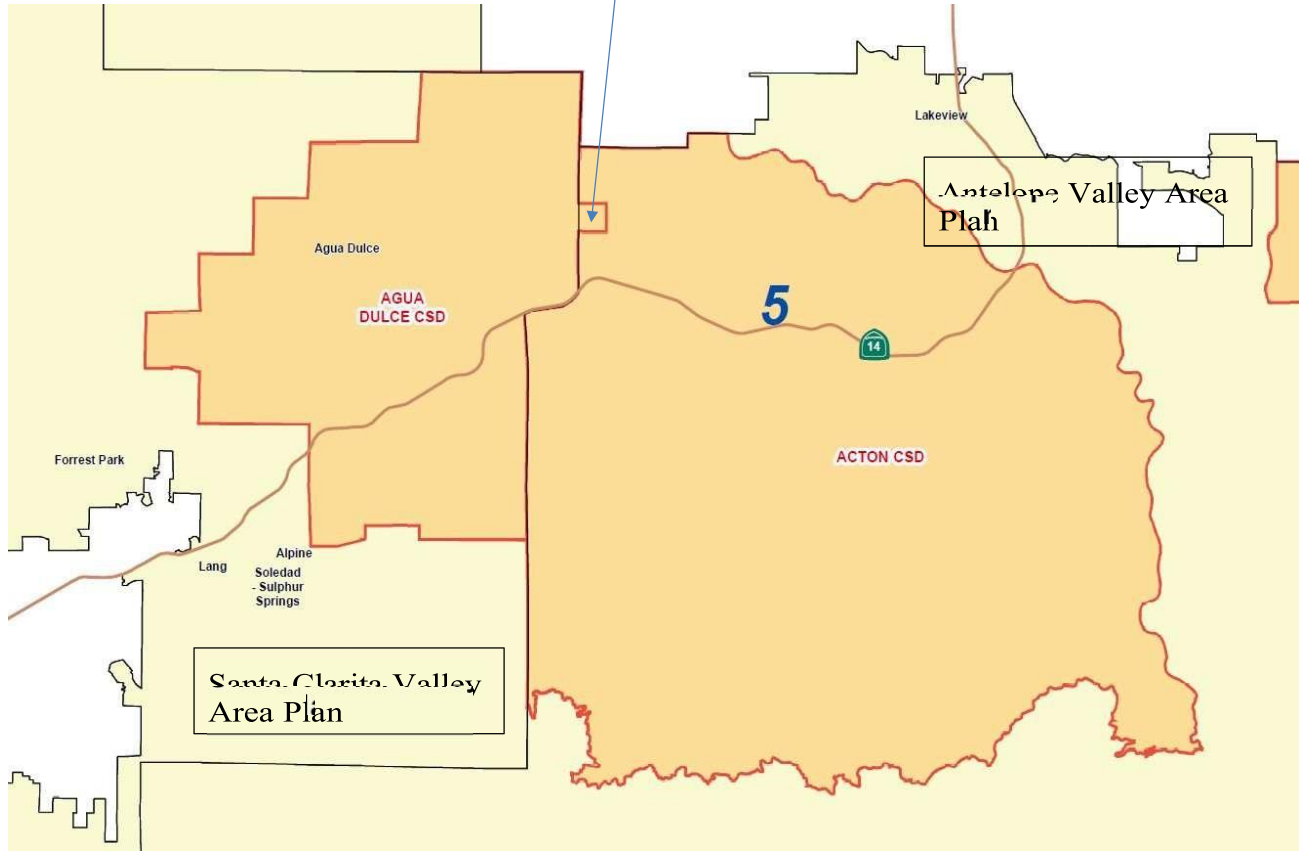 Lakeview
Antelope Valley Area
Plan
Agua Dulce
AGUA
DULCE CSD
5
14
ACTON CSD
Forrest Park
Lang
Alpine
Soledad
- Sulphur
Springs
Santa Clarita Valley
Area Plan